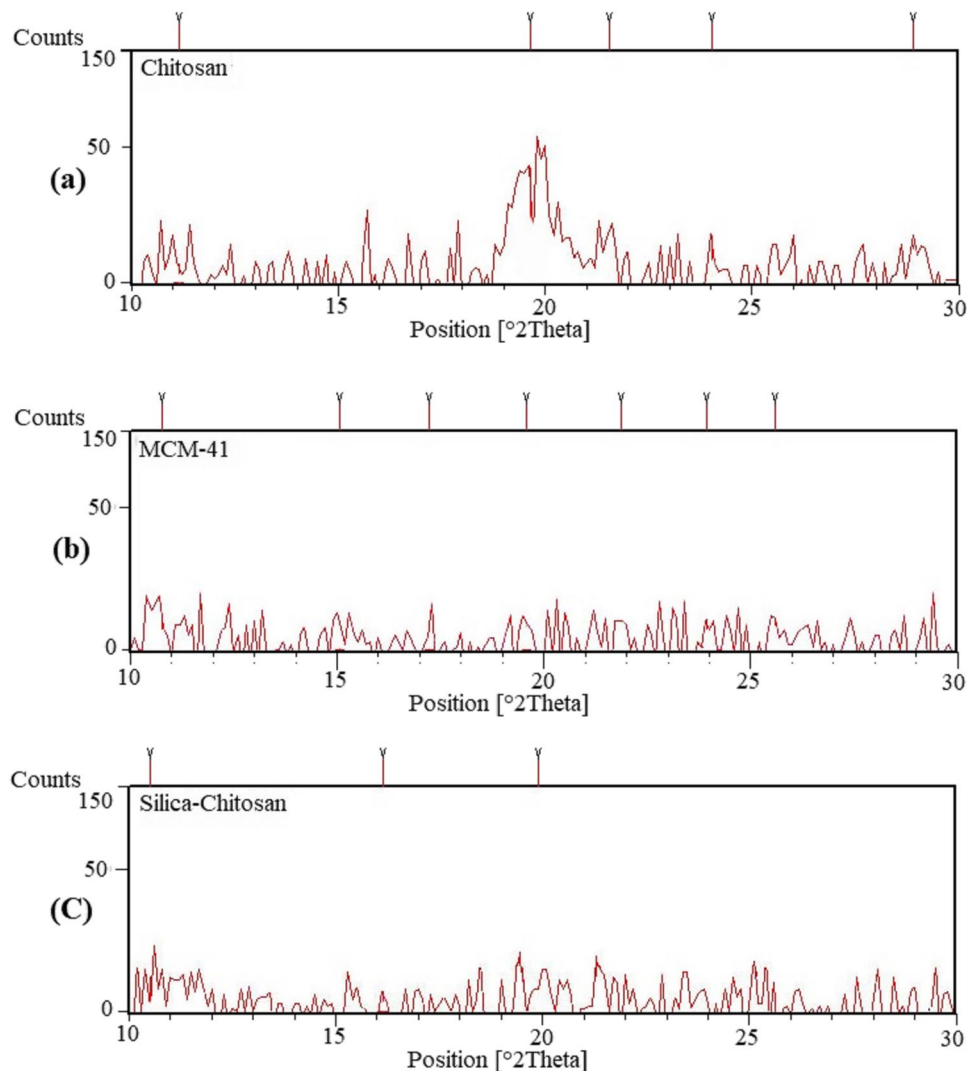 Counts
150
Chitosan
50
(a)
0
10 15 20 25 30
Position [°2Theta]
Counts
150
MCM-41
50
(b)
0
10 15 20 25 30
Position [°2Theta]
Counts
150
Silica-Chitosan
50
(C)
0
10 15 20 25 30
Position [°2Theta]